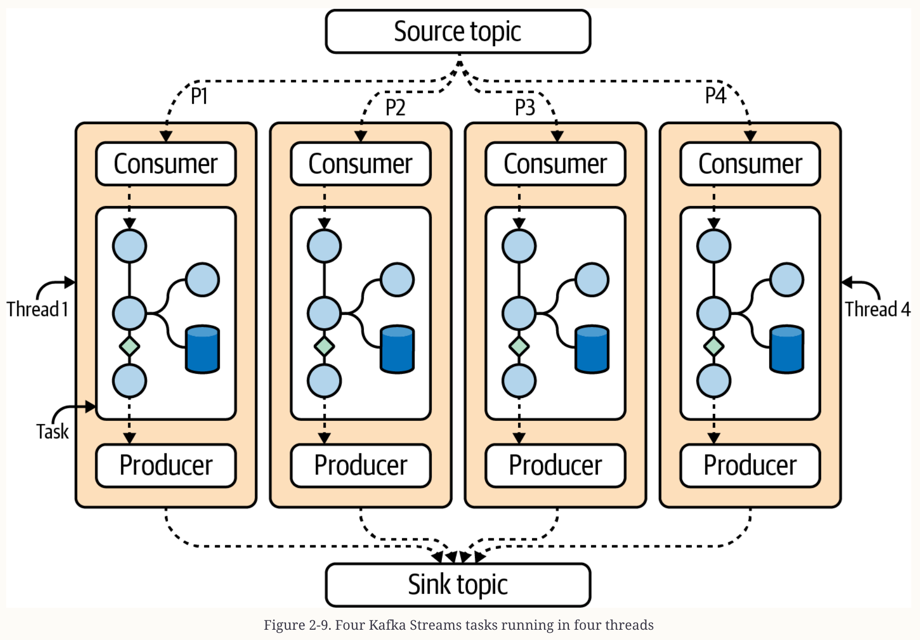 Source topic
P1
P2
P3
P4
Consumer
Consumer
Consumer
Consumer
Thread 1
Thread 4
Task
Producer
Producer
Producer
Producer
Sink topic
Figure 2-9. Four Kafka Streams tasks running in four threads